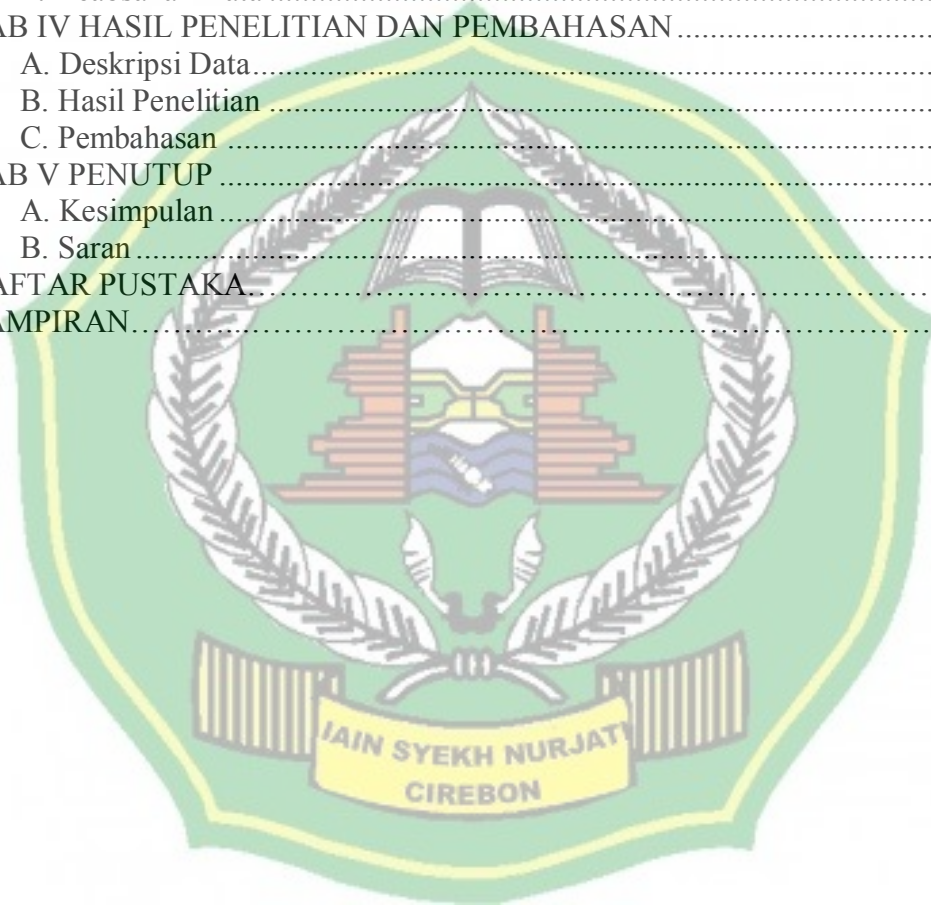 AB IV HASIL PENELITIAN DAN PEMBAHASAN
A. Deskripsi Data
B. Hasil Penelitian
C. Pembahasan
AB V PENUTUP
A. Kesimpulan
B. Saran
AFTAR PUSTAKA
AMPIRAN
IAIN SYEKH NURJATI
CIREBON